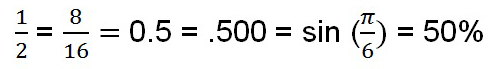 1/2 = 8/16 = 0.5 = .500 = sin (π/6) = 50%